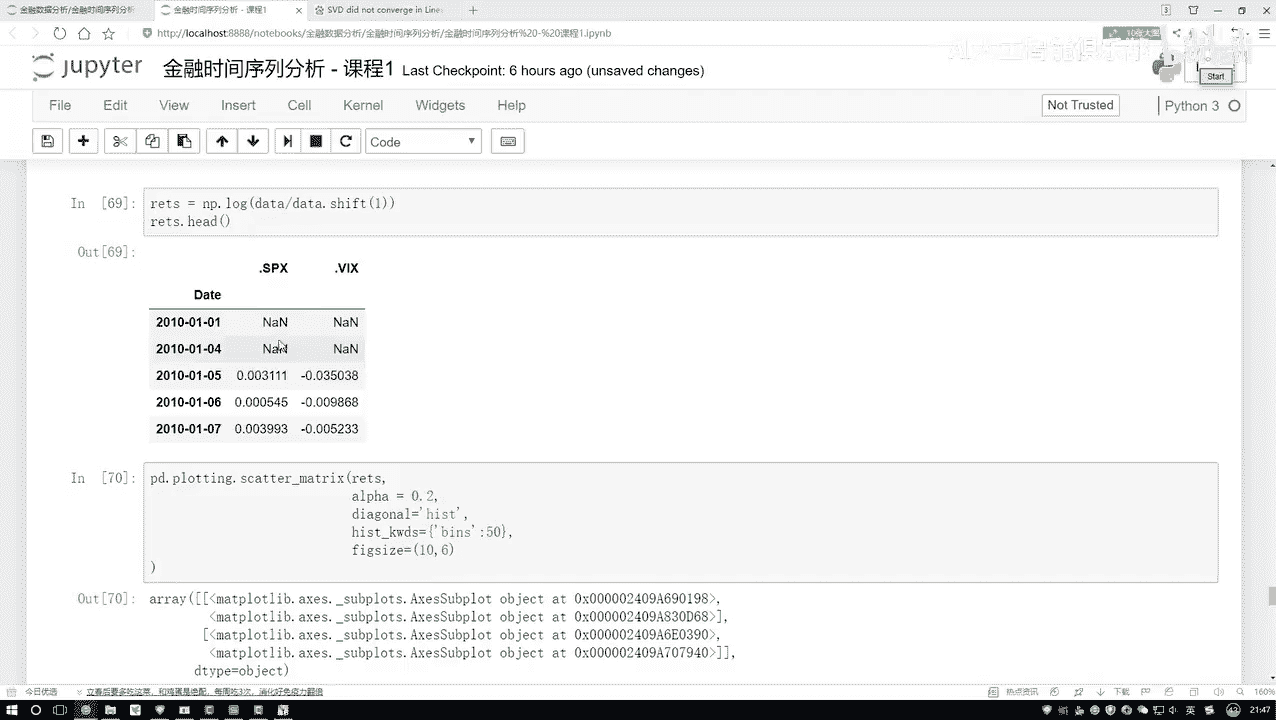 金融数据分析/金融时间序列分析
金融时间序列分析 - 课程1
SVD did not converge in Line
http://localhost:8888/notebooks/金融数据分析/金融时间序列分析/金融时间序列分析%20-%20课程1.ipynb
jupyter 金融时间序列分析 - 课程1 Last Checkpoint: 6 hours ago (unsaved changes)
Start
File Edit View Insert Cell Kernel Widgets Help
Not Trusted Python 3
Code
In [69]: rets = np.log(data/data.shift(1))
rets.head()
Out[69]:
.SPX .VIX
Date
2010-01-01 NaN NaN
2010-01-04 NaN NaN
2010-01-05 0.003111 -0.035038
2010-01-06 0.000545 -0.009868
2010-01-07 0.003993 -0.005233
In [70]: pd.plotting.scatter_matrix(rets,
alpha = 0.2,
diagonal='hist',
hist_kwds={'bins':50},
figsize=(10,6)
)
Out[70]: array([[<matplotlib.axes._subplots.AxesSubplot object at 0x000002409A690198>,
<matplotlib.axes._subplots.AxesSubplot object at 0x000002409A830D68>],
[<matplotlib.axes._subplots.AxesSubplot object at 0x000002409A6E0390>,
<matplotlib.axes._subplots.AxesSubplot object at 0x000002409A707940>]],
dtype=object)
今日优选
热点资讯 下载 160%
21:47